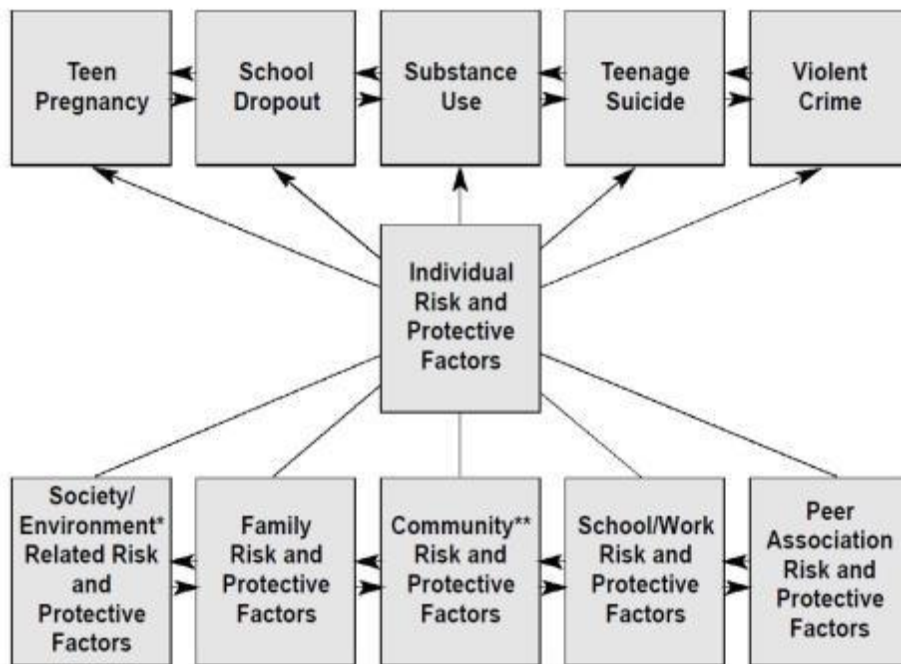 Teen
Pregnancy
School
Dropout
Substance
Use
Teenage
Suicide
Violent
Crime
Individual
Risk and
Protective
Factors
Society/
Environment*
Related Risk
and
Protective
Factors
Family
Risk and
Protective
Factors
Community**
Risk and
Protective
Factors
School/Work
Risk and
Protective
Factors
Peer
Association
Risk and
Protective
Factors